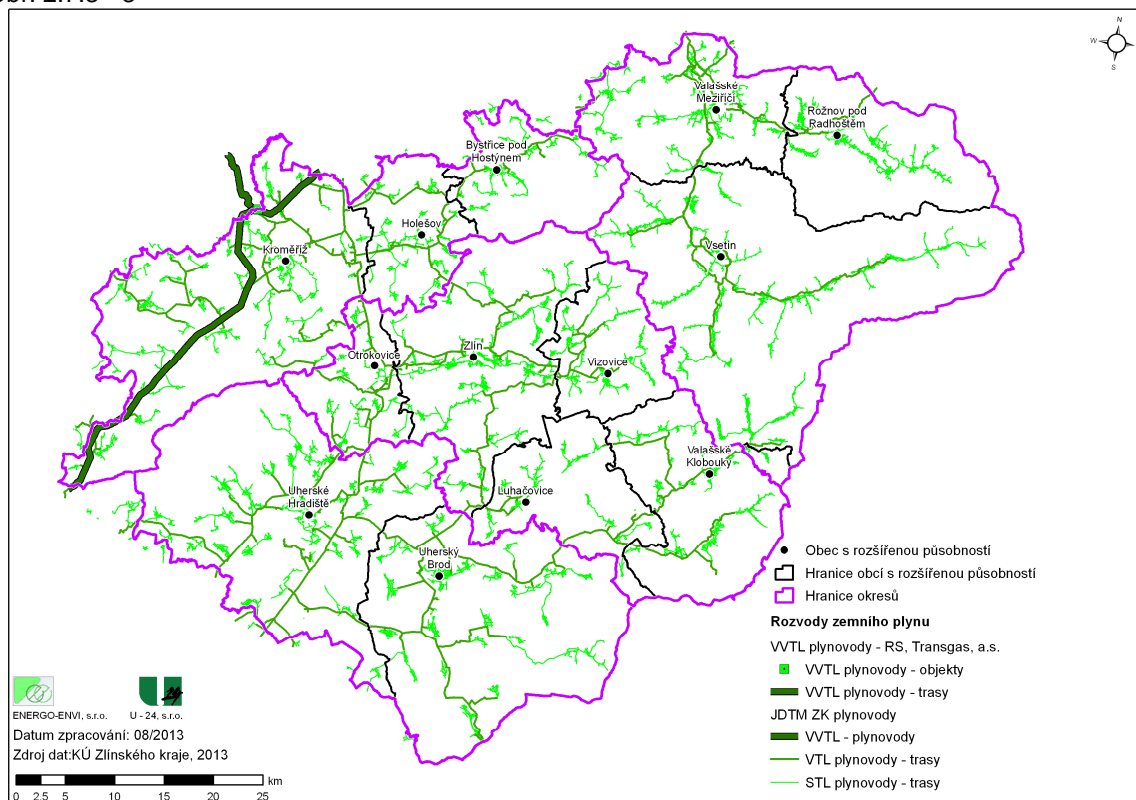 N
W
S
Valašské
Meziříčí
Rožnov pod
Radhoštěm
Bystřice pod
Hostýnem
Holešov
Kroměříž
Vsetín
Otrokovice
Zlín
Vizovice
Valašské
Klobouky
Luhačovice
Uherské
Hradiště
Uherský
Brod
Obec s rozšířenou působností
Hranice obcí s rozšířenou působností
Hranice okresů
Rozvody zemního plynu
VVTL plynovody - RS, Transgas, a.s.
VVTL plynovody - objekty
VVTL plynovody - trasy
JDTM ZK plynovody
VVTL - plynovody
VTL plynovody - trasy
STL plynovody - trasy
ENERGO-ENVI, s.r.o. U - 24, s.r.o.
Datum zpracování: 08/2013
Zdroj dat:KÚ Zlínského kraje, 2013
km
0 2.5 5 10 15 20 25